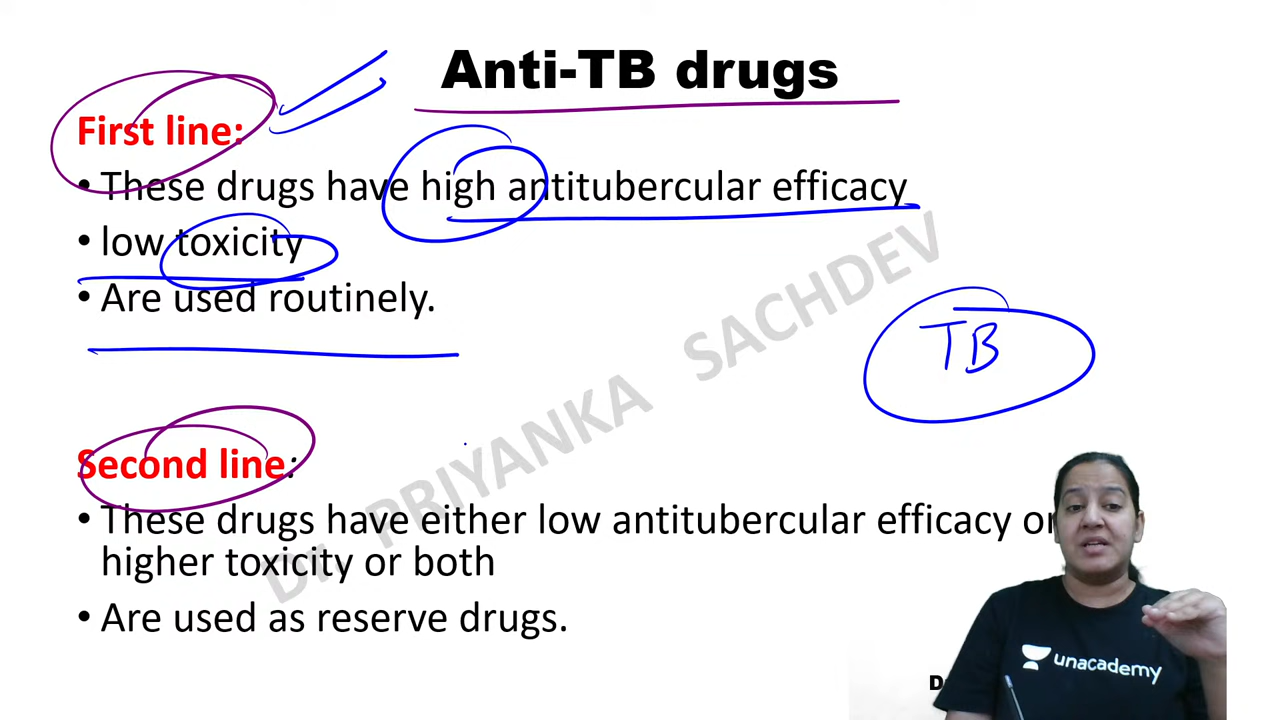 Anti-TB drugs
First line:
• These drugs have high antitubercular efficacy
• low toxicity
• Are used routinely.
TB
Second line:
• These drugs have either low antitubercular efficacy or
higher toxicity or both
• Are used as reserve drugs.
Dr. PRIYANKA SACHDEV
unacademy